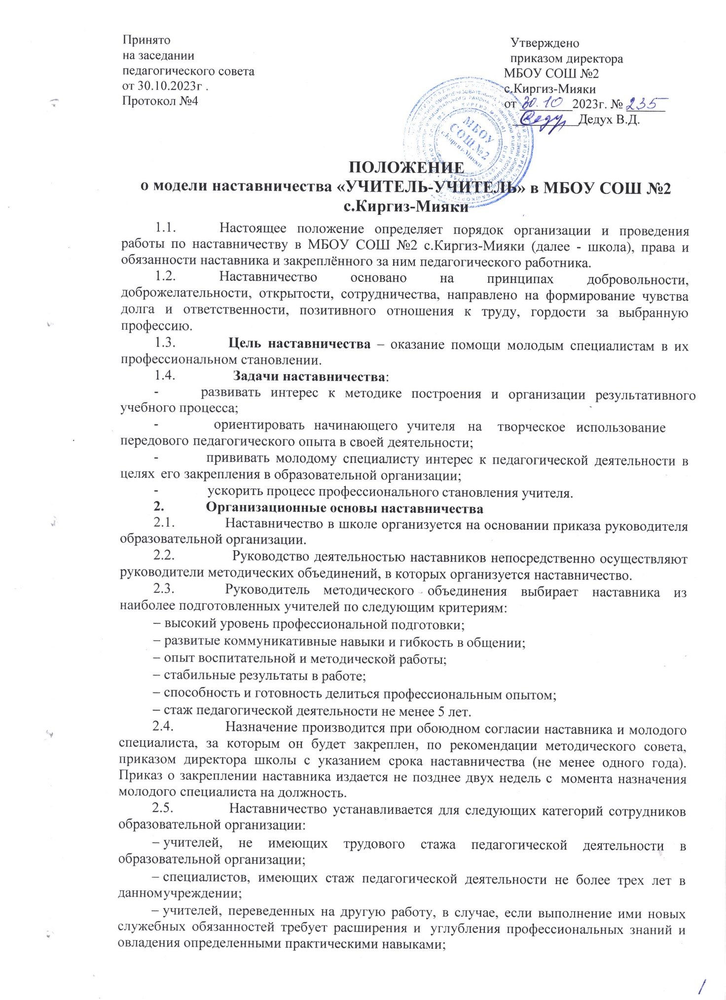 Принято
на заседании
педагогического совета
от 30.10.2023г .
Протокол №4
Утверждено
приказом директора
МБОУ СОШ №2
с.Киргиз-Мияки
от 30.10 2023г. № 235
Дедух В.Д.
МБОУ
СОШ №2
с.Киргиз-Мияки
ПОЛОЖЕНИЕ
о модели наставничества «УЧИТЕЛЬ-УЧИТЕЛЬ» в МБОУ СОШ №2
с.Киргиз-Мияки
1.1. Настоящее положение определяет порядок организации и проведения
работы по наставничеству в МБОУ СОШ №2 с.Киргиз-Мияки (далее - школа), права и
обязанности наставника и закреплённого за ним педагогического работника.
1.2. Наставничество основано на принципах добровольности,
доброжелательности, открытости, сотрудничества, направлено на формирование чувства
долга и ответственности, позитивного отношения к труду, гордости за выбранную
профессию.
1.3. Цель наставничества – оказание помощи молодым специалистам в их
профессиональном становлении.
1.4. Задачи наставничества:
- развивать интерес к методике построения и организации результативного
учебного процесса;
- ориентировать начинающего учителя на творческое использование
передового педагогического опыта в своей деятельности;
- прививать молодому специалисту интерес к педагогической деятельности в
целях его закрепления в образовательной организации;
- ускорить процесс профессионального становления учителя.
2. Организационные основы наставничества
2.1. Наставничество в школе организуется на основании приказа руководителя
образовательной организации.
2.2. Руководство деятельностью наставников непосредственно осуществляют
руководители методических объединений, в которых организуется наставничество.
2.3. Руководитель методического объединения выбирает наставника из
наиболее подготовленных учителей по следующим критериям:
– высокий уровень профессиональной подготовки;
– развитые коммуникативные навыки и гибкость в общении;
– опыт воспитательной и методической работы;
– стабильные результаты в работе;
– способность и готовность делиться профессиональным опытом;
– стаж педагогической деятельности не менее 5 лет.
2.4. Назначение производится при обоюдном согласии наставника и молодого
специалиста, за которым он будет закреплен, по рекомендации методического совета,
приказом директора школы с указанием срока наставничества (не менее одного года).
Приказ о закреплении наставника издается не позднее двух недель с момента назначения
молодого специалиста на должность.
2.5. Наставничество устанавливается для следующих категорий сотрудников
образовательной организации:
– учителей, не имеющих трудового стажа педагогической деятельности в
образовательной организации;
– специалистов, имеющих стаж педагогической деятельности не более трех лет в
данномучреждении;
– учителей, переведенных на другую работу, в случае, если выполнение ими новых
служебных обязанностей требует расширения и углубления профессиональных знаний и
овладения определенными практическими навыками;
1